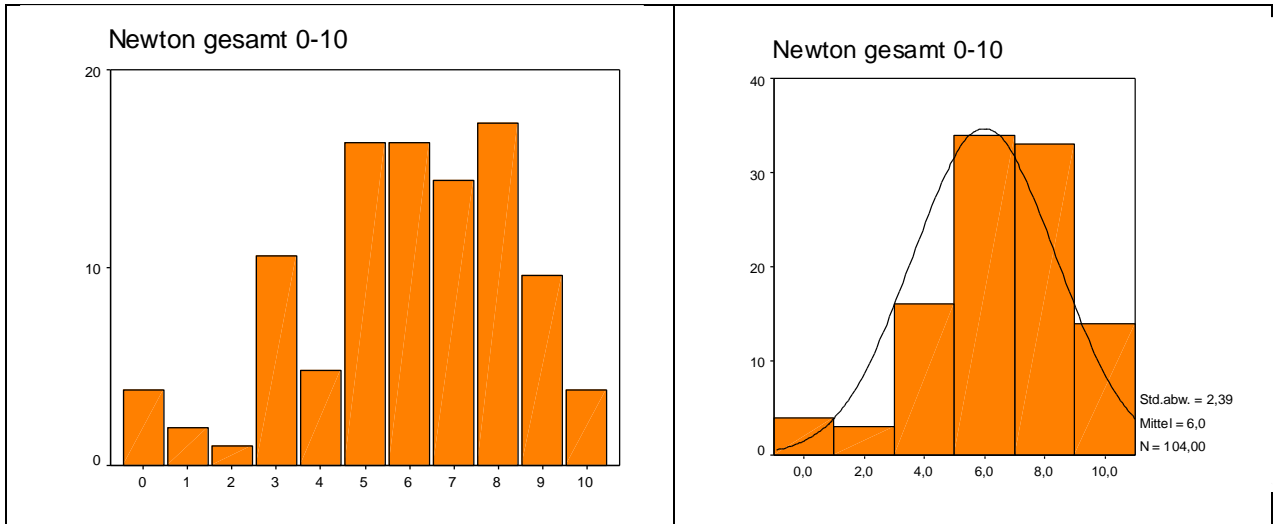 Newton gesamt 0-10
20
10
0
0 1 2 3 4 5 6 7 8 9 10
Newton gesamt 0-10
40
30
20
10
0
0,0 2,0 4,0 6,0 8,0 10,0
Std.abw. = 2,39
Mittel = 6,0
N = 104,00